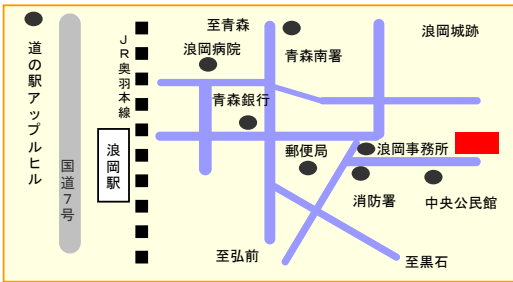 至青森
浪岡城跡
浪岡病院
青森南署
道の駅アップルヒル
JR奥羽本線
青森銀行
浪岡駅
国道7号
郵便局
浪岡事務所
消防署
中央公民館
至弘前
至黒石